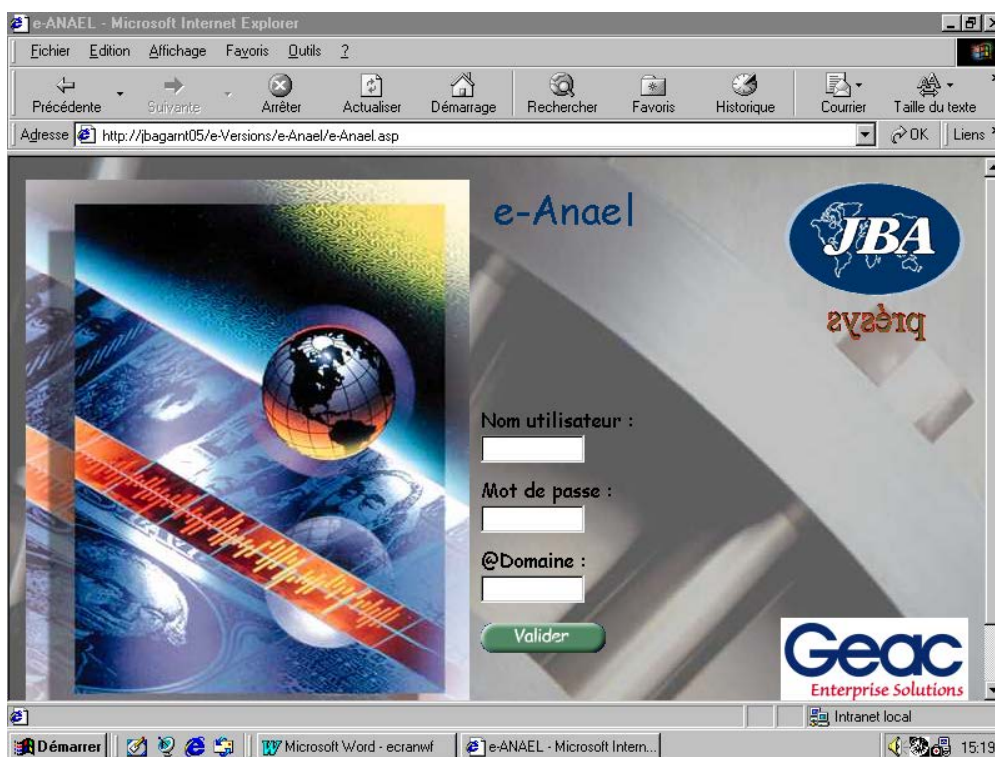 e-ANAEL - Microsoft Internet Explorer
Fichier Edition Affichage Favoris Outils ?
Précédente Suivante Arrêter Actualiser Démarrage Rechercher Favoris Historique Courrier Taille du texte
Adresse http://jbagarnt05/e-Versions/e-Anael/e-Anael.asp OK Liens
e-Anael
JBA
présys
Nom utilisateur :
Mot de passe :
@Domaine :
Valider
Geac
Enterprise Solutions
Intranet local
Démarrer Microsoft Word - ecranwf e-ANAEL - Microsoft Intern... 15:19